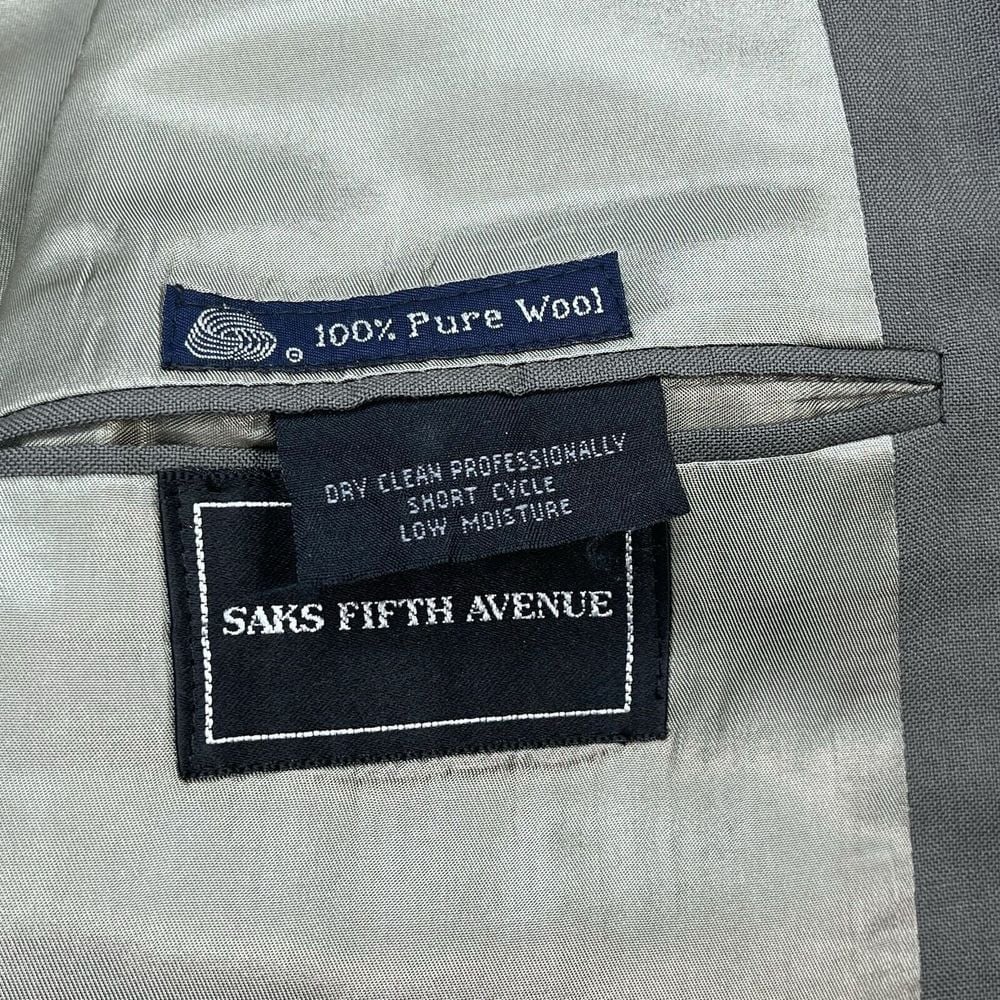 ® 100% Pure Wool
DRY CLEAN PROFESSIONALLY
SHORT CYCLE
LOW MOISTURE
SAKS FIFTH AVENUE